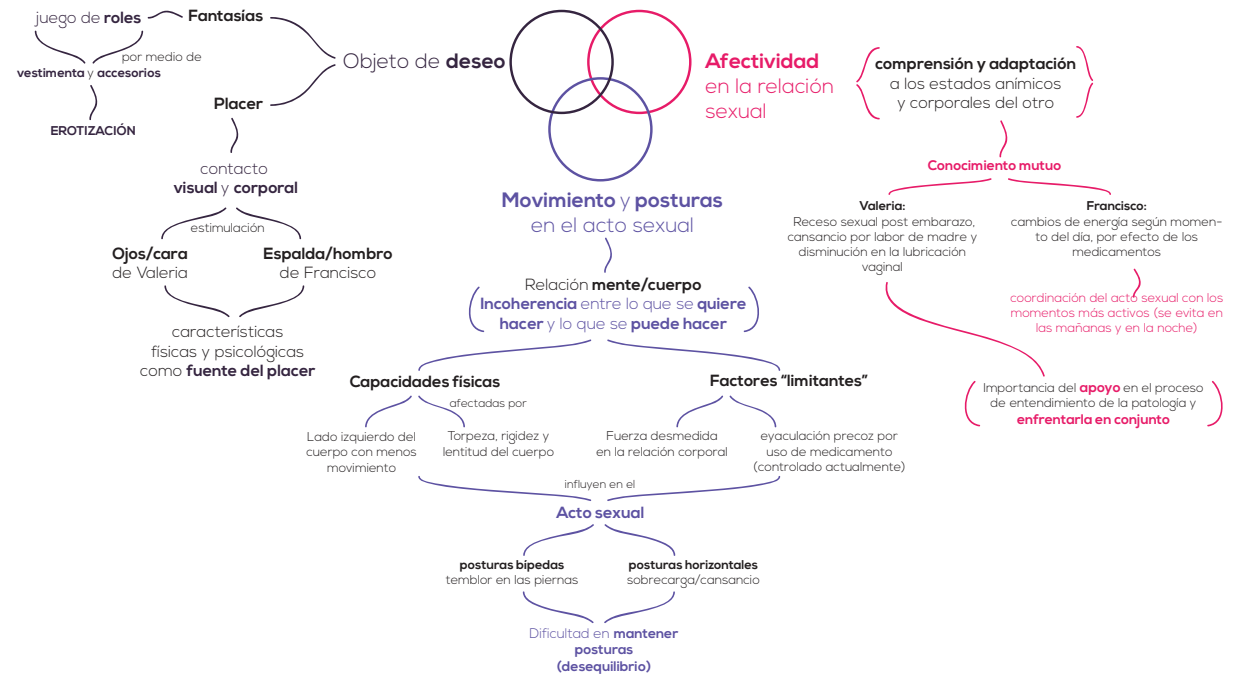 juego de roles
Fantasías
por medio de
vestimenta y accesorios
EROTIZACIÓN
Objeto de deseo
Placer
contacto
visual y corporal
estimulación
Ojos/cara
de Valeria
Espalda/hombro
de Francisco
características
físicas y psicológicas
como fuente del placer
Afectividad
en la relación
sexual
comprensión y adaptación
a los estados anímicos
y corporales del otro
Conocimiento mutuo
Valeria:
Receso sexual post embarazo,
cansancio por labor de madre y
disminución en la lubricación
vaginal
Francisco:
cambios de energía según momen-
to del día, por efecto de los
medicamentos
coordinación del acto sexual con los
momentos más activos (se evita en
las mañanas y en la noche)
Importancia del apoyo en el proceso
de entendimiento de la patología y
enfrentarla en conjunto
Movimiento y posturas
en el acto sexual
Relación mente/cuerpo
Incoherencia entre lo que se quiere
hacer y lo que se puede hacer
Capacidades físicas
afectadas por
Lado izquierdo del
cuerpo con menos
movimiento
Torpeza, rigidez y
lentitud del cuerpo
Factores “limitantes”
Fuerza desmedida
en la relación corporal
eyaculación precoz por
uso de medicamento
(controlado actualmente)
influyen en el
Acto sexual
posturas bípedas
temblor en las piernas
posturas horizontales
sobrecarga/cansancio
Dificultad en mantener
posturas
(desequilibrio)